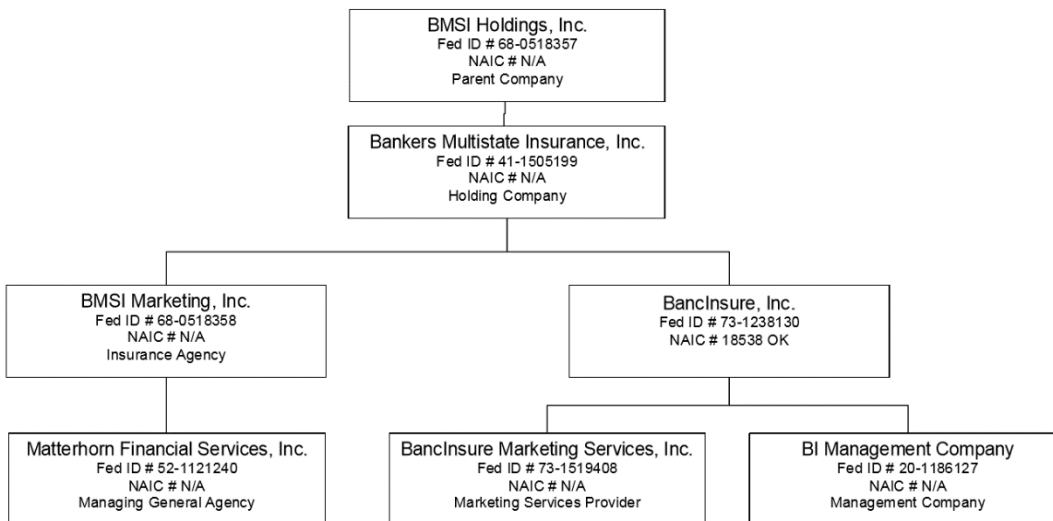 BMSI Holdings, Inc.
Fed ID # 68-0518357
NAIC # N/A
Parent Company
Bankers Multistate Insurance, Inc.
Fed ID # 41-1505199
NAIC # N/A
Holding Company
BMSI Marketing, Inc.
Fed ID # 68-0518358
NAIC # N/A
Insurance Agency
BancInsure, Inc.
Fed ID # 73-1238130
NAIC # 18538 OK
Matterhorn Financial Services, Inc.
Fed ID # 52-1121240
NAIC # N/A
Managing General Agency
BancInsure Marketing Services, Inc.
Fed ID # 73-1519408
NAIC # N/A
Marketing Services Provider
BI Management Company
Fed ID # 20-1186127
NAIC # N/A
Management Company